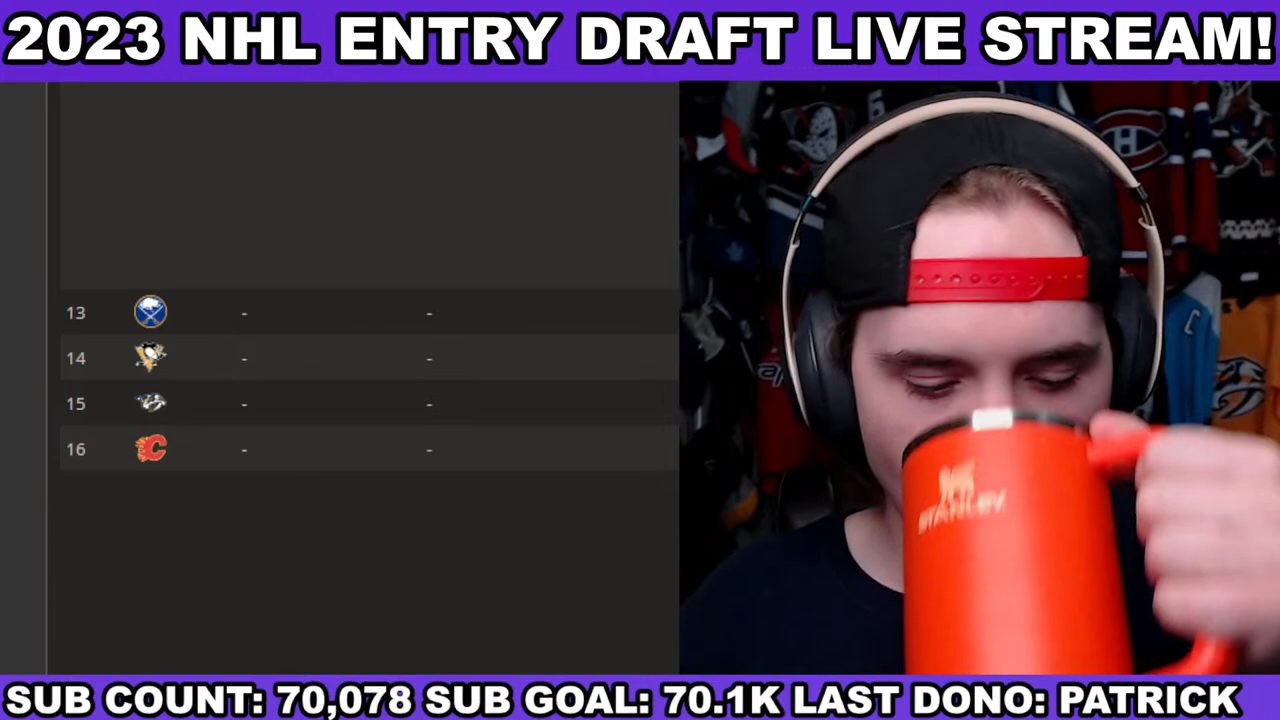 2023 NHL ENTRY DRAFT LIVE STREAM!
13 - -
14 - -
15 - -
16 - -
STANLEY
C
SUB COUNT: 70,078 SUB GOAL: 70.1K LAST DONO: PATRICK